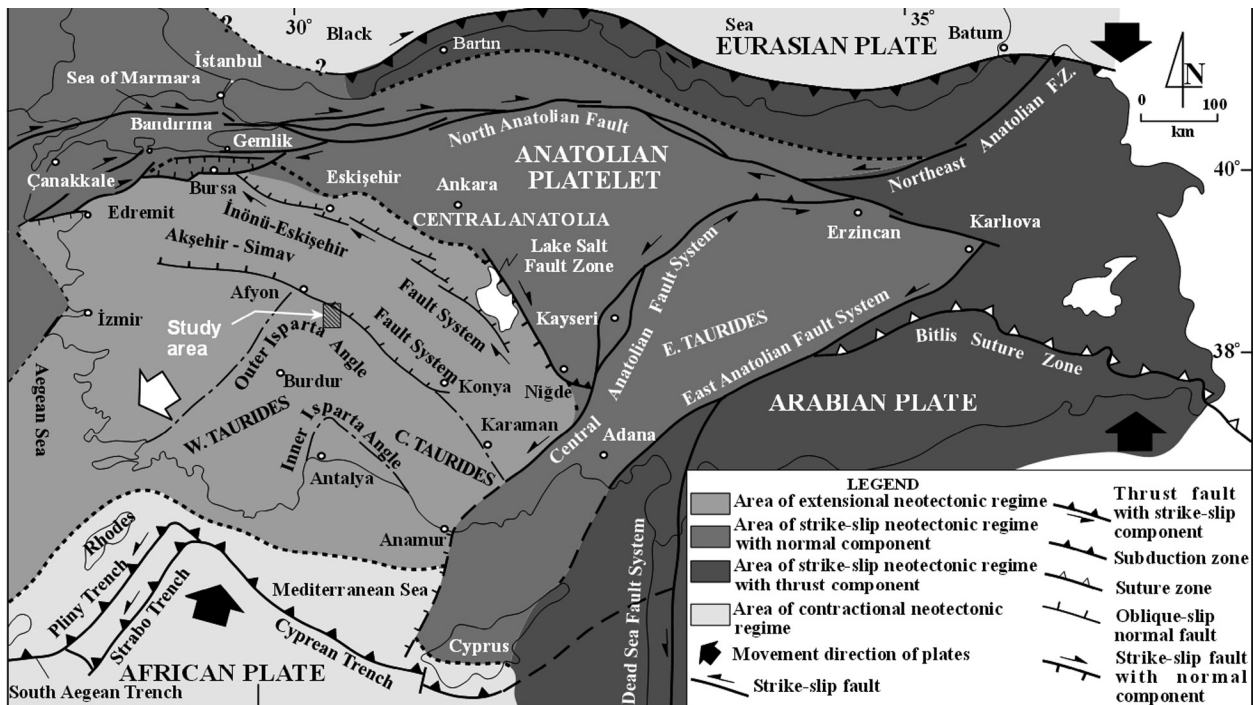 30°
35°
?
?
Black
Sea
Bartın
EURASIAN PLATE
Batum
İstanbul
Sea of Marmara
N
0 100
km
Bandırma
Gemlik
North Anatolian Fault
Northeast Anatolian F.Z.
ANATOLIAN
PLATELET
40°
Çanakkale
Bursa
Eskişehir
Ankara
Edremit
İnönü-Eskişehir
Fault System
CENTRAL ANATOLIA
Erzincan
Karlıova
Akşehir - Simav
Fault System
Lake Salt
Fault Zone
Afyon
İzmir
Study
area
Kayseri
Central Anatolian Fault System
E. TAURIDES
East Anatolian Fault System
Bitlis Suture Zone
38°
Outer Isparta Angle
Aegean Sea
Burdur
Konya
Niğde
ARABIAN PLATE
W. TAURIDES
Inner Isparta Angle
C. TAURIDES
Karaman
Adana
Antalya
Anamur
Rhodes
Pliny Trench
Strabo Trench
Mediterranean Sea
Cyprean Trench
Cyprus
Dead Sea Fault System
AFRICAN PLATE
South Aegean Trench
LEGEND
Area of extensional neotectonic regime
Area of strike-slip neotectonic regime
with normal component
Area of strike-slip neotectonic regime
with thrust component
Area of contractional neotectonic
regime
Movement direction of plates
Strike-slip fault
Thrust fault
with strike-slip
component
Subduction zone
Suture zone
Oblique-slip
normal fault
Strike-slip fault
with normal
component